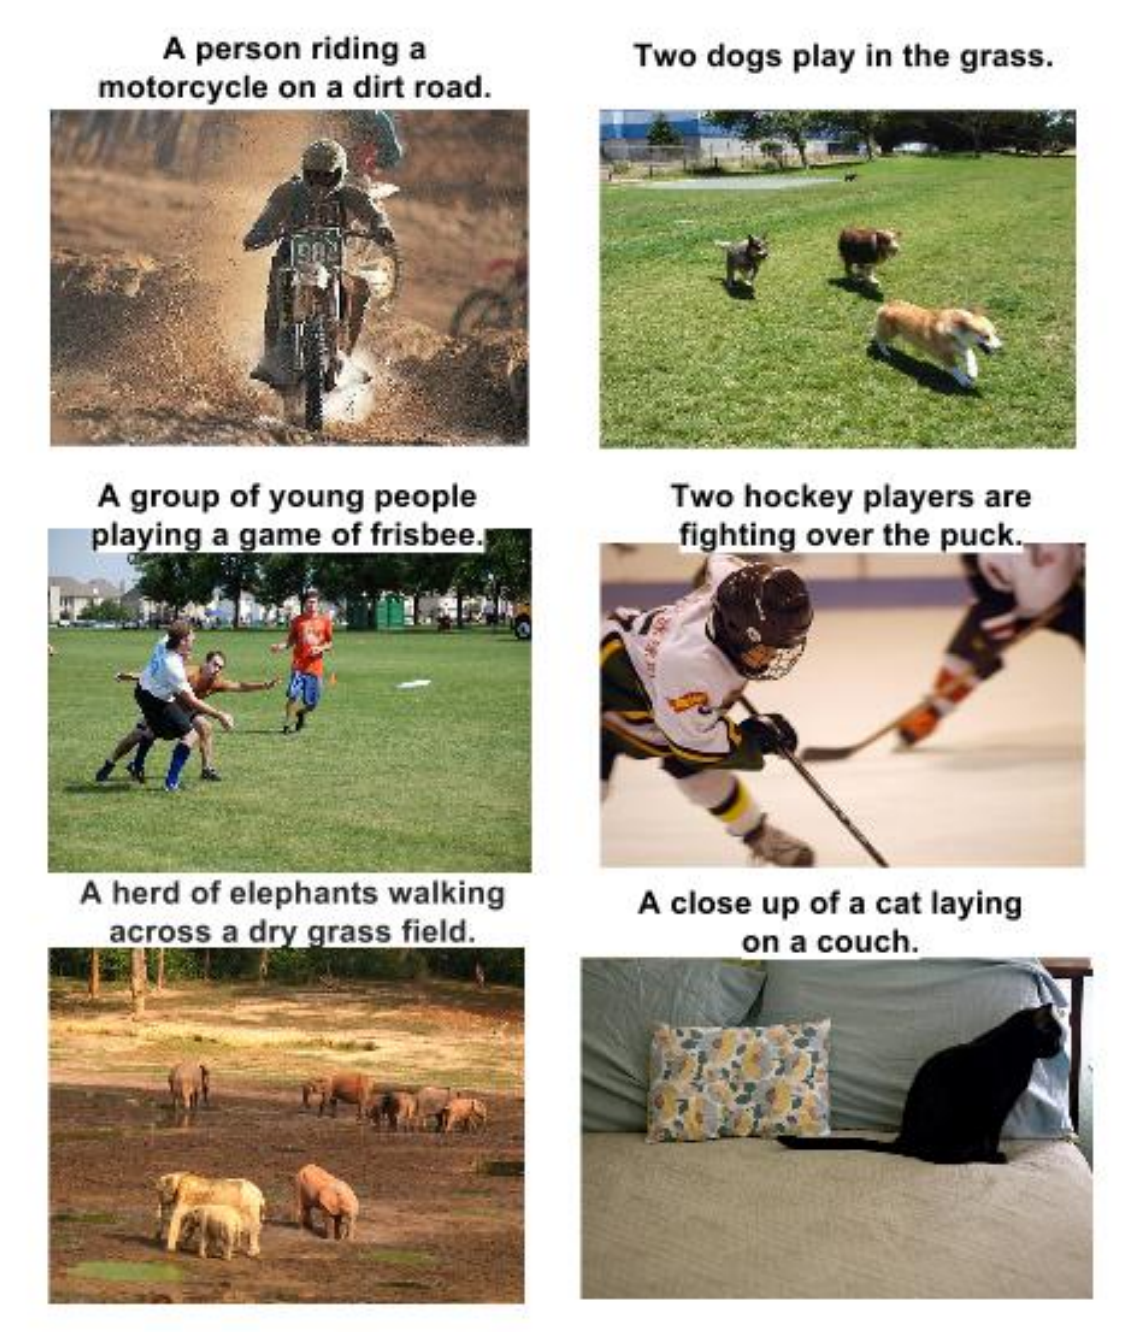 A person riding a
motorcycle on a dirt road.
Two dogs play in the grass.
A group of young people
playing a game of frisbee.
Two hockey players are
fighting over the puck.
A herd of elephants walking
across a dry grass field.
A close up of a cat laying
on a couch.